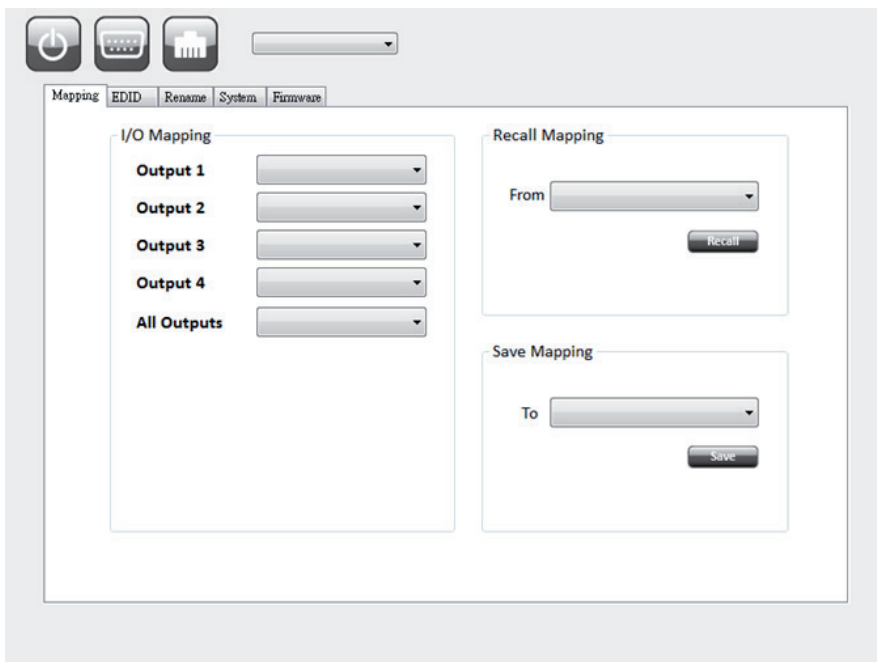 Mapping EDID Rename System Firmware
I/O Mapping
Output 1
Output 2
Output 3
Output 4
All Outputs
Recall Mapping
From
Recall
Save Mapping
To
Save